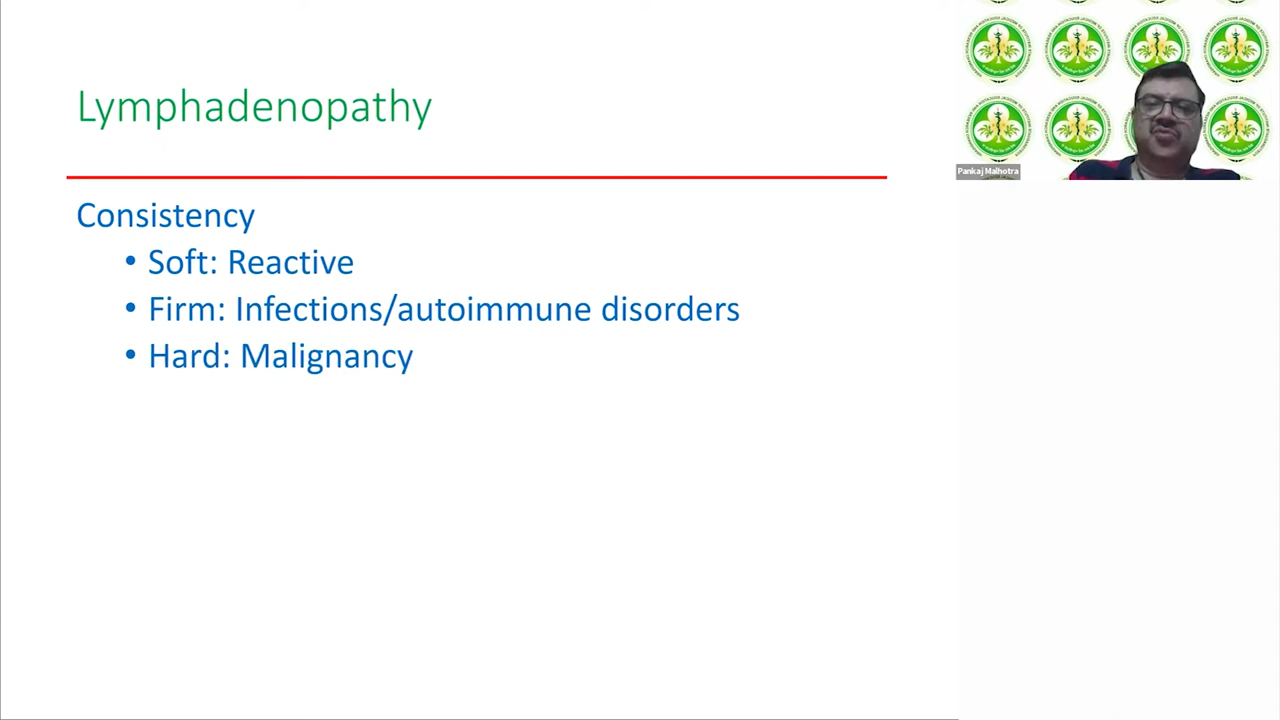 Lymphadenopathy
Consistency
• Soft: Reactive
• Firm: Infections/autoimmune disorders
• Hard: Malignancy
Pankaj Malhotra